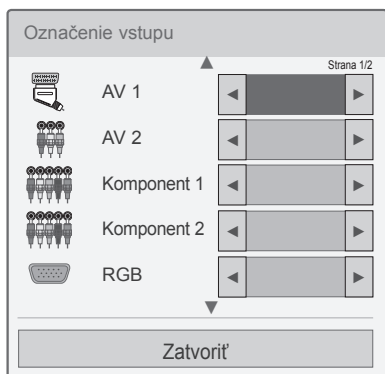 Označenie vstupu
Strana 1/2
AV 1
AV 2
Komponent 1
Komponent 2
RGB
Zatvoriť